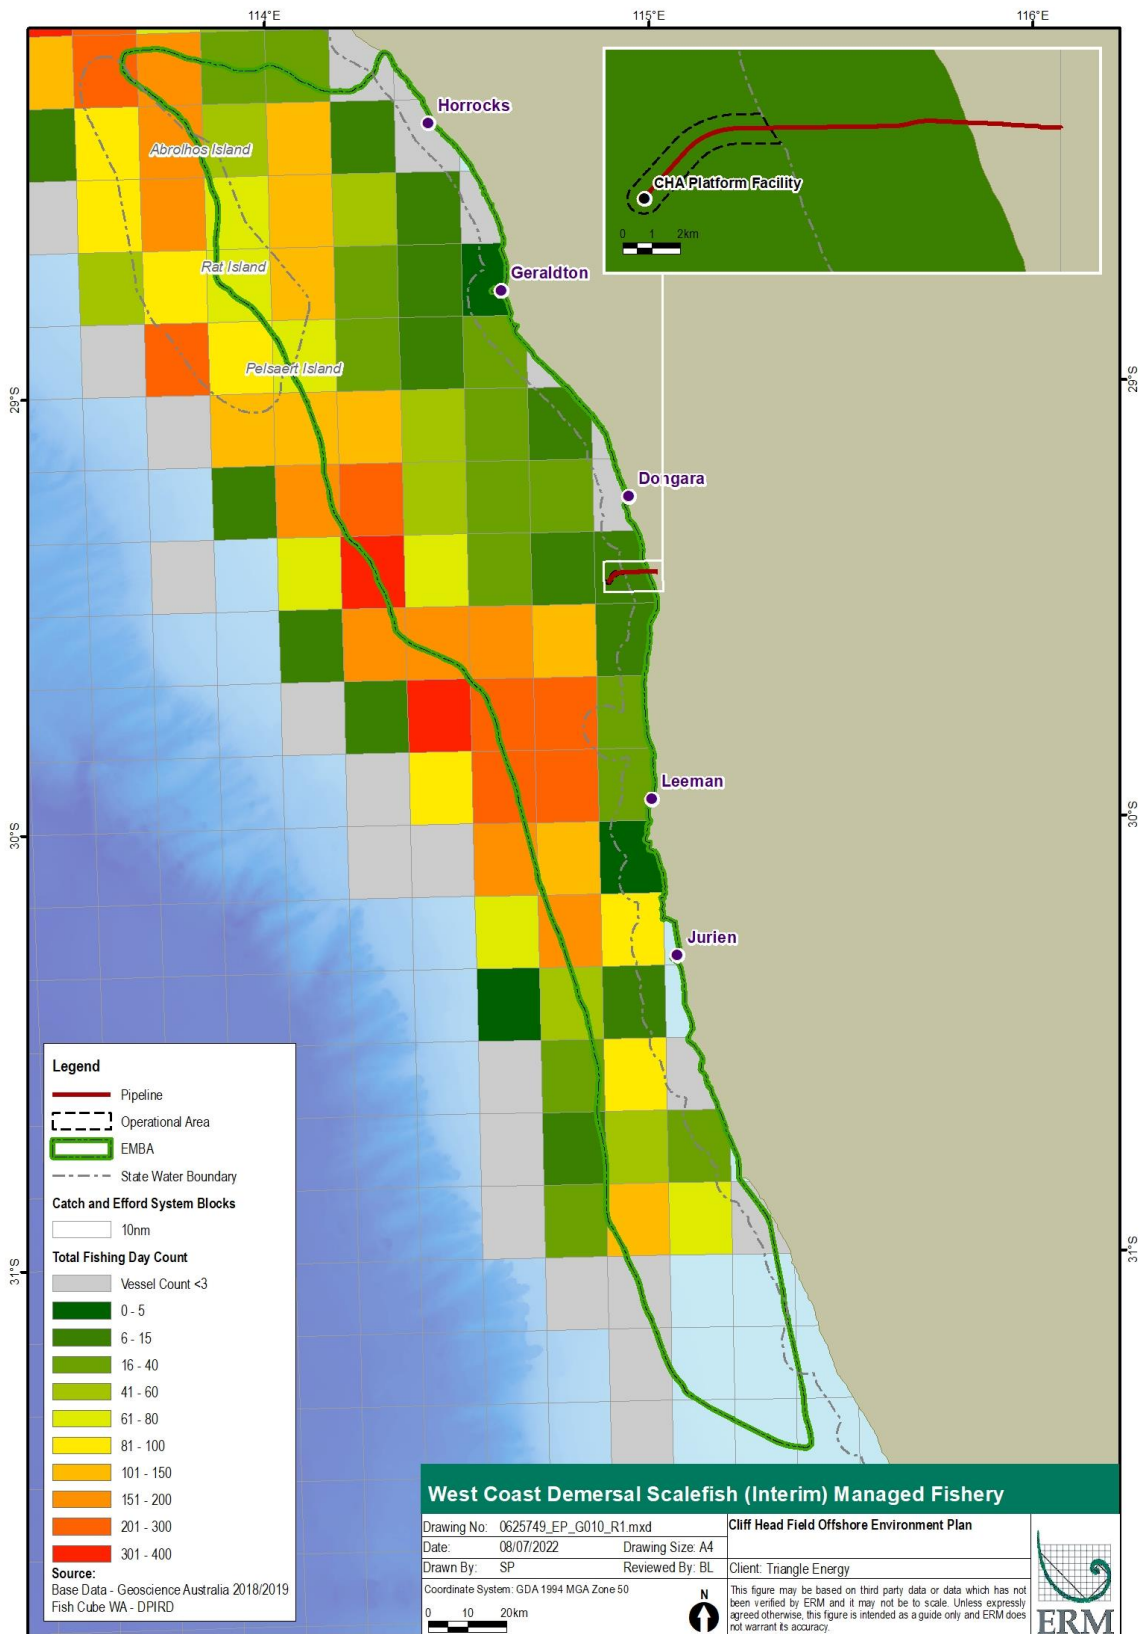 114°E
115°E
116°E
Horrocks
Abrolhos Island
CHA Platform Facility
0 1 2km
Rat Island
Geraldton
Pelsaert Island
29°S
29°S
Dongara
Leeman
30°S
30°S
Jurien
31°S
31°S
Legend
Pipeline
Operational Area
EMBA
State Water Boundary
Catch and Efford System Blocks
10nm
Total Fishing Day Count
Vessel Count <3
0 - 5
6 - 15
16 - 40
41 - 60
61 - 80
81 - 100
101 - 150
151 - 200
201 - 300
301 - 400
Source:
Base Data - Geoscience Australia 2018/2019
Fish Cube WA - DPIRD
West Coast Demersal Scalefish (Interim) Managed Fishery
Drawing No: 0625749_EP_G010_R1.mxd
Date: 08/07/2022 Drawing Size: A4
Drawn By: SP Reviewed By: BL
Coordinate System: GDA 1994 MGA Zone 50
0 10 20km
N
Cliff Head Field Offshore Environment Plan
Client: Triangle Energy
This figure may be based on third party data or data which has not
been verified by ERM and it may not be to scale. Unless expressly
agreed otherwise, this figure is intended as a guide only and ERM does
not warrant its accuracy.
ERM